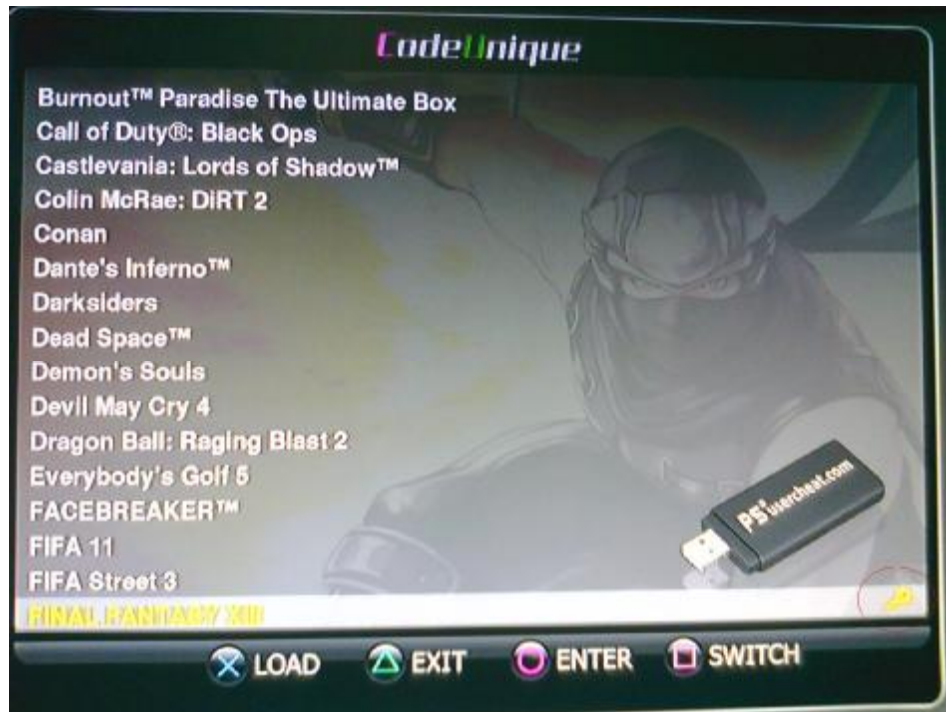 CodeUnique
Burnout™ Paradise The Ultimate Box
Call of Duty®: Black Ops
Castlevania: Lords of Shadow™
Colin McRae: DiRT 2
Conan
Dante's Inferno™
Darksiders
Dead Space™
Demon's Souls
Devil May Cry 4
Dragon Ball: Raging Blast 2
Everybody's Golf 5
FACEBREAKER™
PS³usercheat.com
FIFA 11
FIFA Street 3
FINAL FANTASY XIII
LOAD EXIT ENTER SWITCH